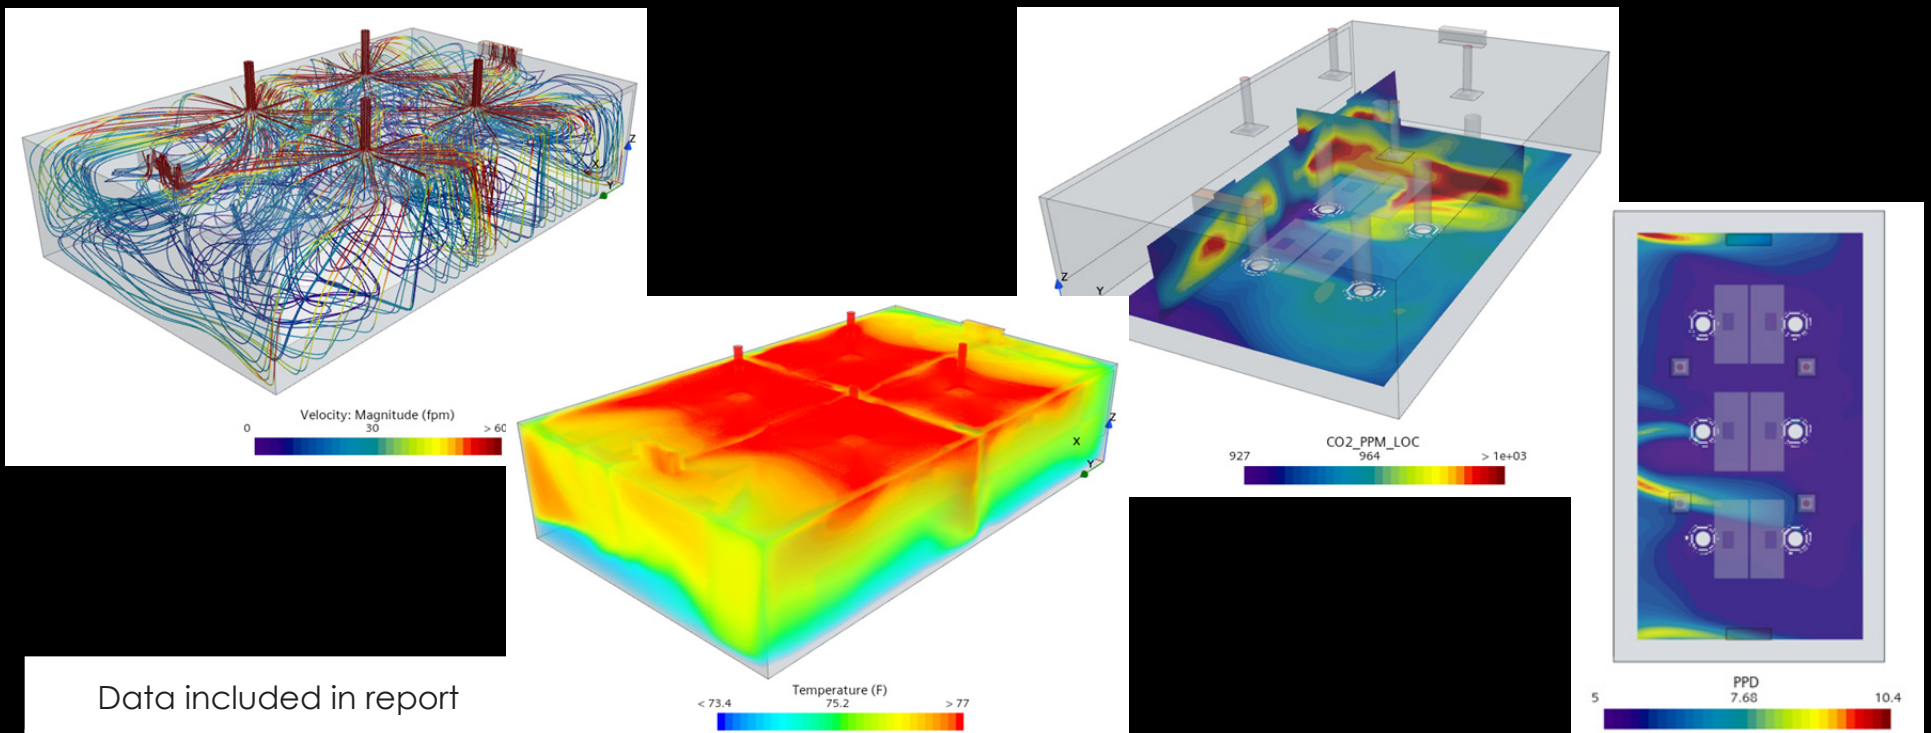 Z
X
Y
Velocity: Magnitude (fpm)
0 30 > 60
Z
Y
CO2_PPM_LOC
927 964 > 1e+03
Z
X
Y
Temperature (F)
< 73.4 75.2 > 77
PPD
5 7.68 10.4
Data included in report